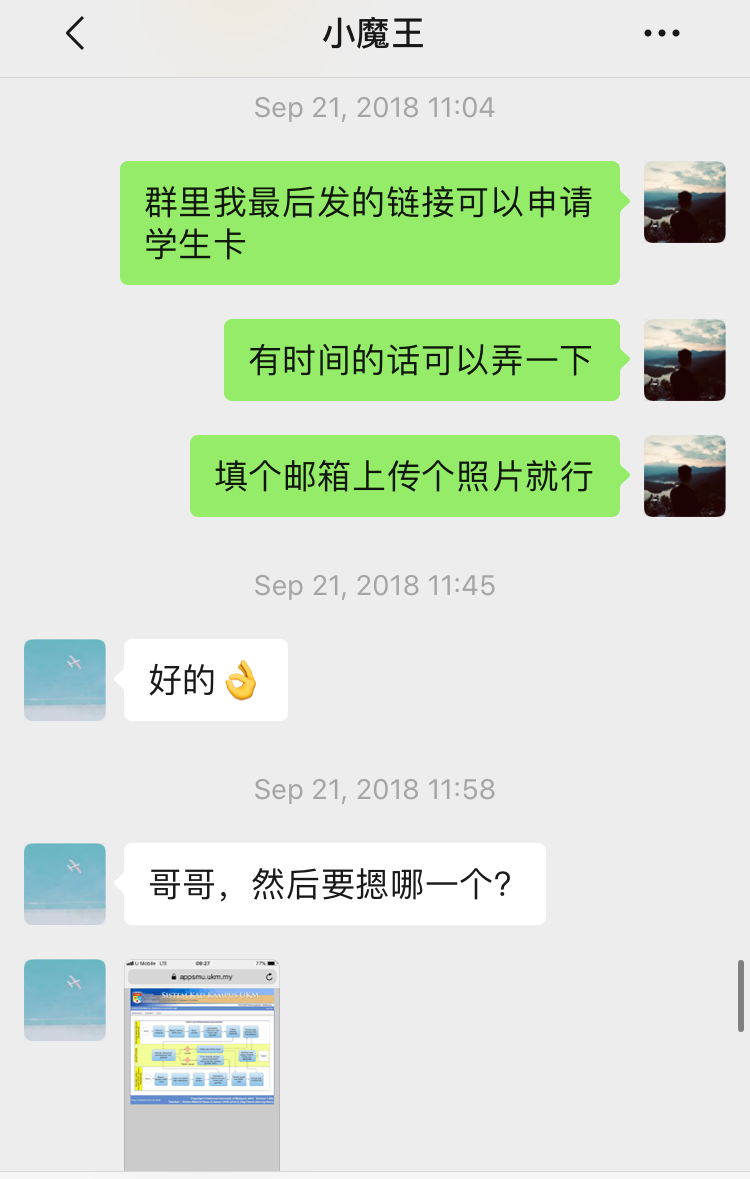 小魔王
Sep 21, 2018 11:04
群里我最后发的链接可以申请
学生卡
有时间的话可以弄一下
填个邮箱上传个照片就行
Sep 21, 2018 11:45
好的👌
Sep 21, 2018 11:58
哥哥，然后要摁哪一个?
U Mobile LTE 09:27 77%
appsmu.ukm.my
SISTEM KAD KAMPUS UKM